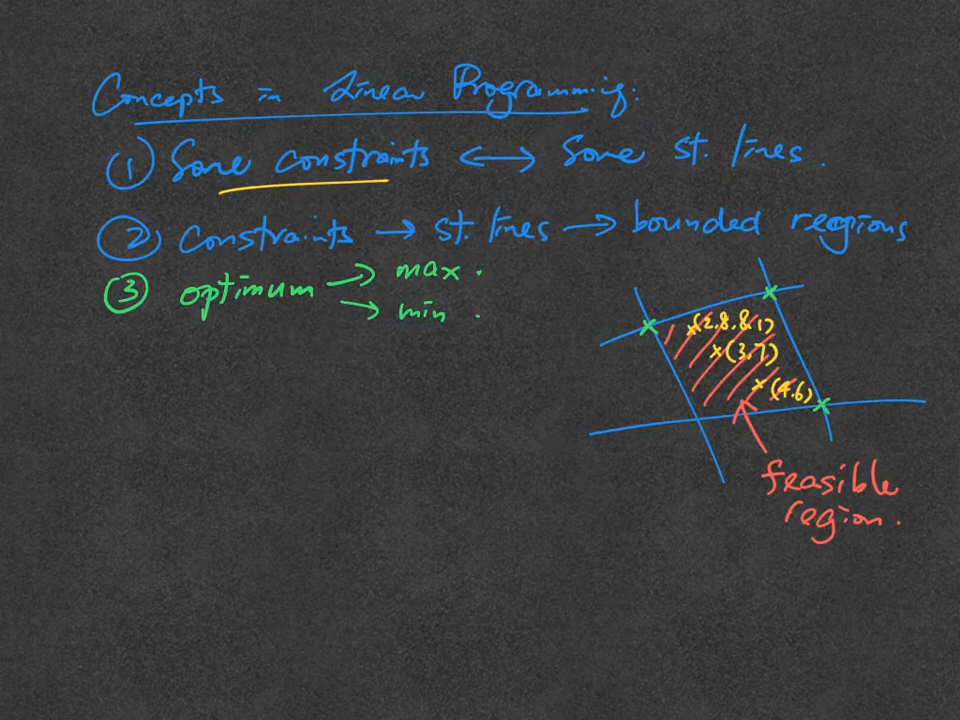 Concepts in Linear Programming:
① Some constraints ⟷ Some st. lines.
② constraints → st. lines → bounded regions
③ optimum → max.
→ min.
x(2.8,8.1)
x(3.7)
x(4.6)
feasible
region.